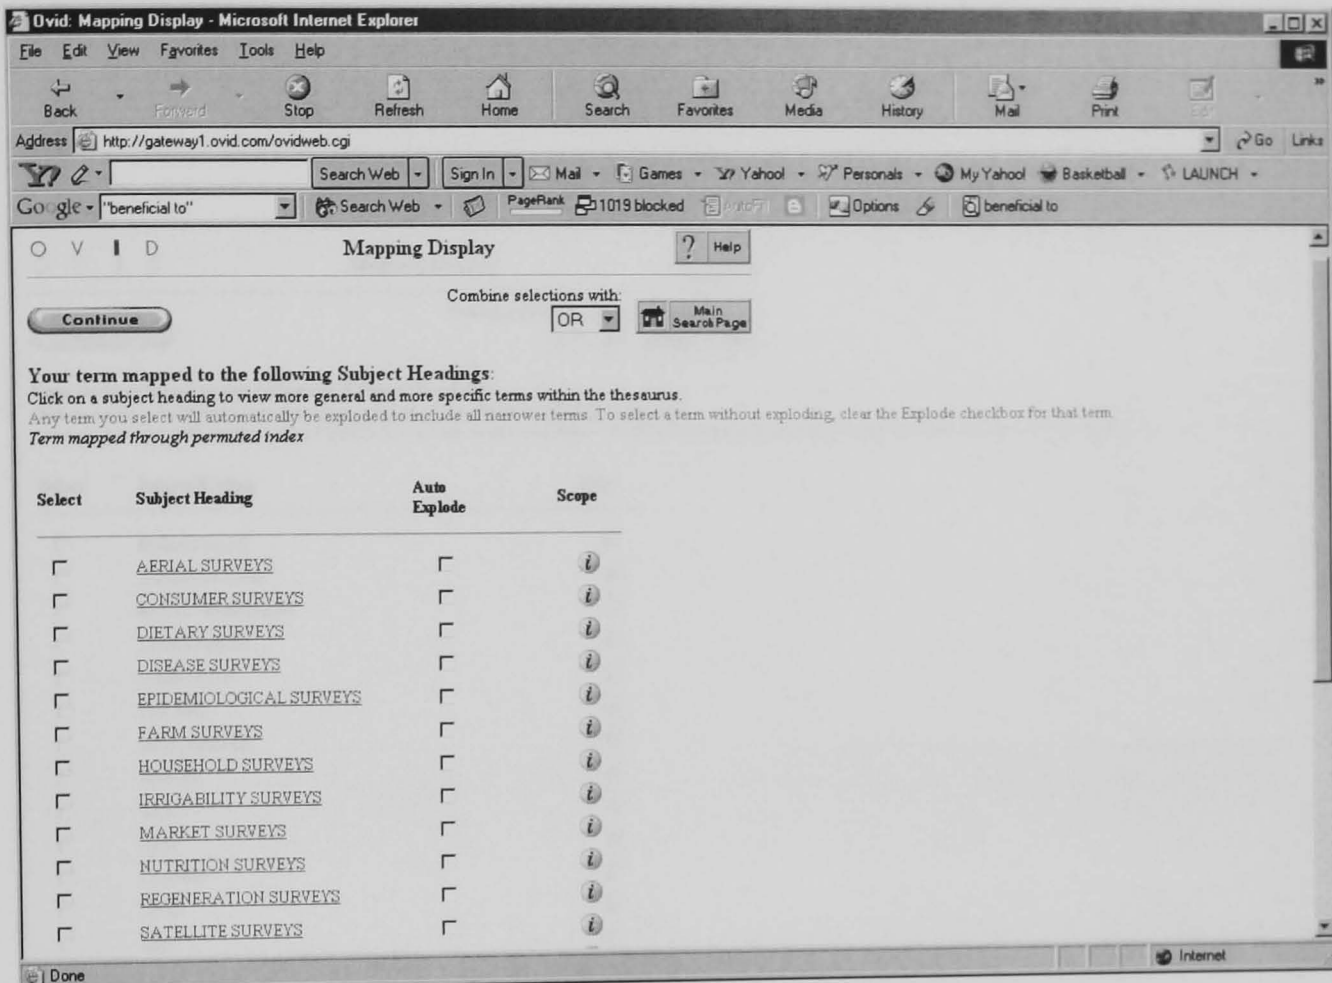 Ovid: Mapping Display - Microsoft Internet Explorer
File Edit View Favorites Tools Help
Back Forward Stop Refresh Home Search Favorites Media History Mail Print Edit
Address http://gateway1.ovid.com/ovidweb.cgi Go Links
Search Web Sign In Mail Games Yahoo Personals My Yahoo Basketball LAUNCH
Google "beneficial to" Search Web PageRank 1019 blocked AutoFill Options beneficial to
O V I D Mapping Display ? Help
Combine selections with:
Continue OR Main Search Page
Your term mapped to the following Subject Headings:
Click on a subject heading to view more general and more specific terms within the thesaurus.
Any term you select will automatically be exploded to include all narrower terms. To select a term without exploding, clear the Explode checkbox for that term.
Term mapped through permuted index
Select Subject Heading Auto Explode Scope
AERIAL SURVEYS i
CONSUMER SURVEYS i
DIETARY SURVEYS i
DISEASE SURVEYS i
EPIDEMIOLOGICAL SURVEYS i
FARM SURVEYS i
HOUSEHOLD SURVEYS i
IRRIGABILITY SURVEYS i
MARKET SURVEYS i
NUTRITION SURVEYS i
REGENERATION SURVEYS i
SATELLITE SURVEYS i
Done Internet